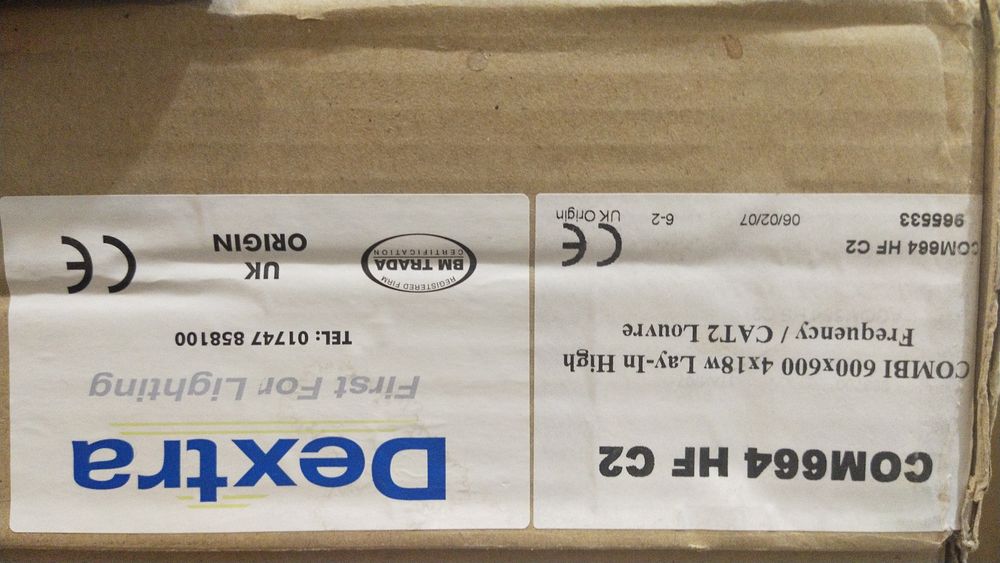 COM664 HF C2
COMBI 600x600 4x18w Lay-In High
Frequency / CAT2 Louvre
COM664 HF C2
965533 06/02/07 6-2 UK Origin
CE
Dextra
First For Lighting
TEL: 01747 858100
REGISTERED FIRM
BM TRADA
CERTIFICATION
UK
ORIGIN
CE